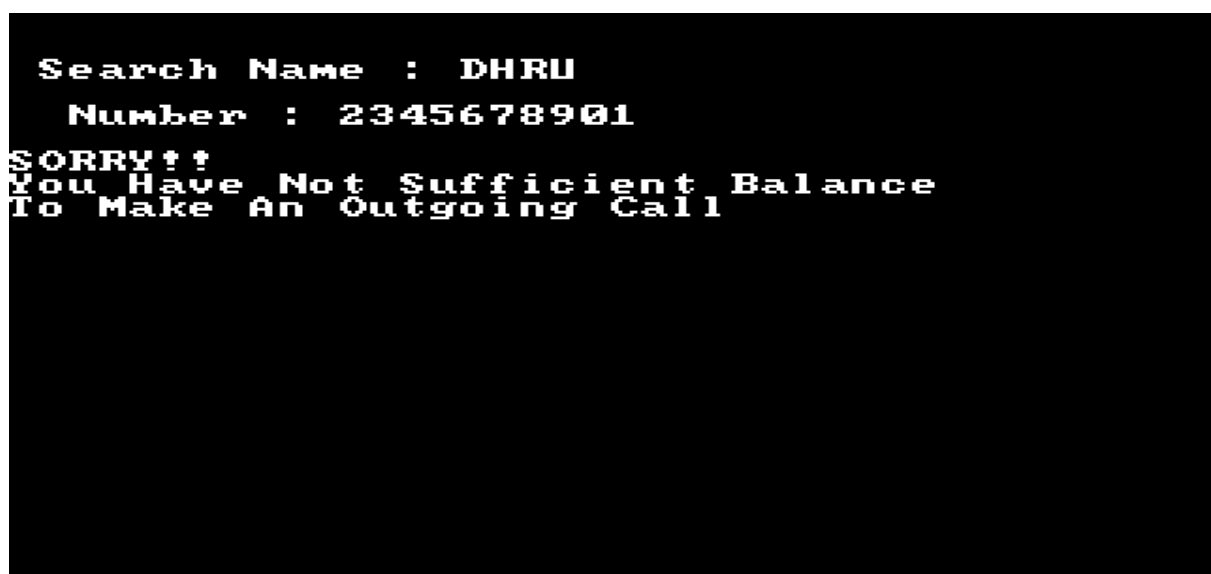 Search Name : DHRU
Number : 2345678901
SORRY!!
You Have Not Sufficient Balance
To Make An Outgoing Call